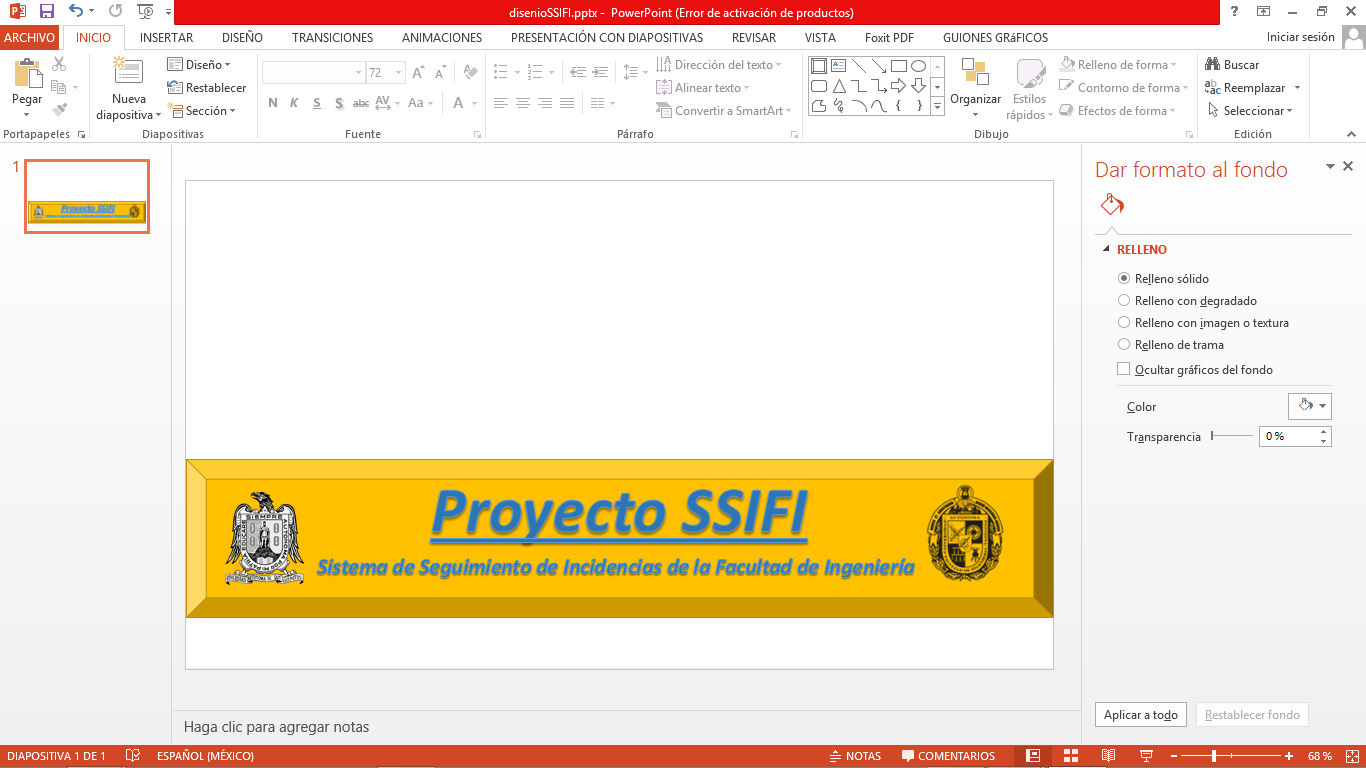 disenioSSIFI.pptx - PowerPoint (Error de activación de productos)
ARCHIVO INICIO INSERTAR DISEÑO TRANSICIONES ANIMACIONES PRESENTACIÓN CON DIAPOSITIVAS REVISAR VISTA Foxit PDF GUIONES GRáFICOS Iniciar sesión
Pegar
Portapapeles
Nueva diapositiva
Diseño
Restablecer
Sección
Diapositivas
72
N K S S abc AV Aa A
Fuente
Dirección del texto
Alinear texto
Convertir a SmartArt
Párrafo
Organizar
Estilos rápidos
Relleno de forma
Contorno de forma
Efectos de forma
Dibujo
Buscar
Reemplazar
Seleccionar
Edición
1
Proyecto SSIFI
Sistema de Seguimiento de Incidencias de la Facultad de Ingeniería
Haga clic para agregar notas
Dar formato al fondo
RELLENO
Relleno sólido
Relleno con degradado
Relleno con imagen o textura
Relleno de trama
Ocultar gráficos del fondo
Color
Transparencia 0 %
Aplicar a todo Restablecer fondo
DIAPOSITIVA 1 DE 1 ESPAÑOL (MÉXICO) NOTAS COMENTARIOS 68 %